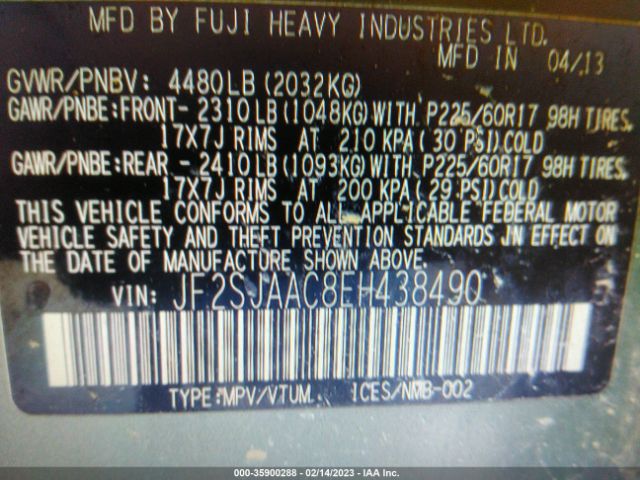 MFD BY FUJI HEAVY INDUSTRIES LTD.
MFD IN 04/13
GVWR/PNBV: 4480LB(2032KG)
GAWR/PNBE:FRONT- 2310LB(1048KG)WITH P225/60R17 98H TIRES,
17X7J RIMS AT 210 KPA(30 PSI)COLD
GAWR/PNBE:REAR - 2410LB(1093KG)WITH P225/60R17 98H TIRES,
17X7J RIMS AT 200 KPA(29 PSI)COLD
THIS VEHICLE CONFORMS TO ALL APPLICABLE FEDERAL MOTOR
VEHICLE SAFETY AND THEFT PREVENTION STANDARDS IN EFFECT ON
THE DATE OF MANUFACTURE SHOWN ABOVE.
VIN: JF2SJAAC8EH438490
TYPE:MPV/VTUM ICES/NMB-002
000-35900288 - 02/14/2023 - IAA Inc.